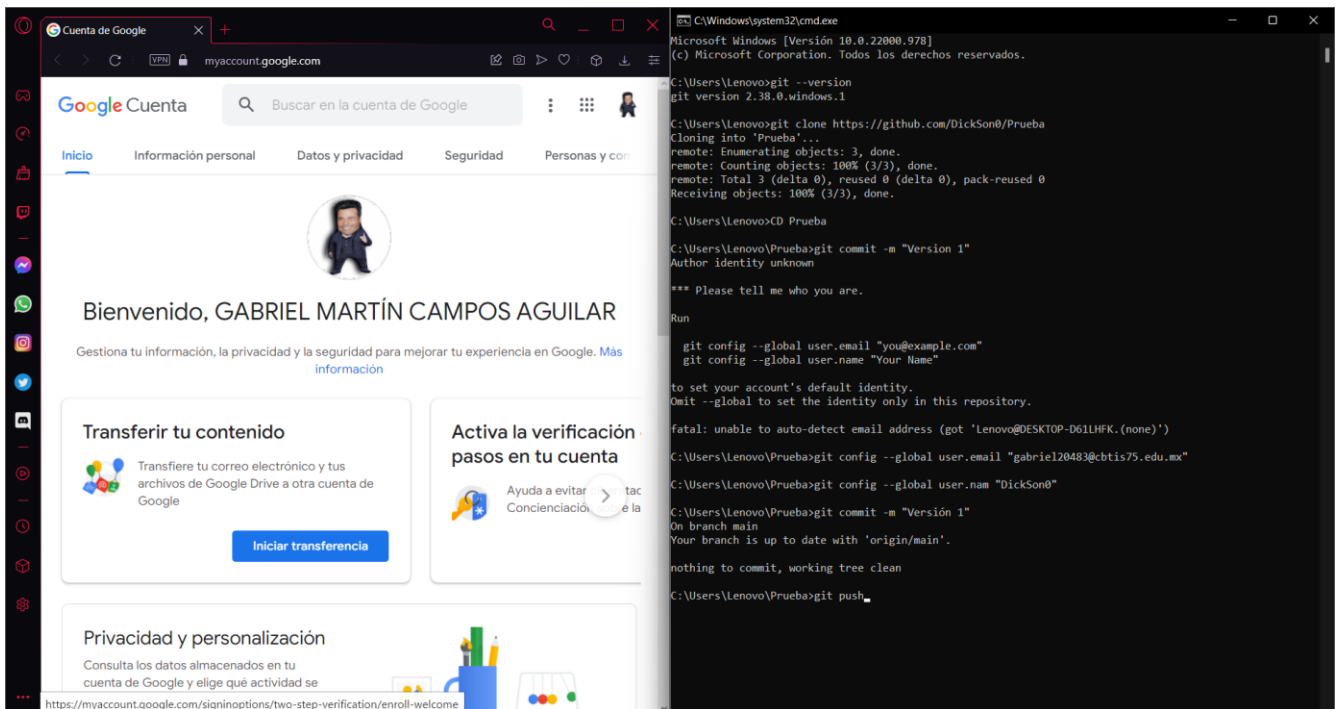 Cuenta de Google
VPN
myaccount.google.com
Google Cuenta
Buscar en la cuenta de Google
Inicio
Información personal
Datos y privacidad
Seguridad
Personas y con
Bienvenido, GABRIEL MARTÍN CAMPOS AGUILAR
Gestiona tu información, la privacidad y la seguridad para mejorar tu experiencia en Google. Más
información
Transferir tu contenido
Transfiere tu correo electrónico y tus
archivos de Google Drive a otra cuenta de
Google
Iniciar transferencia
Activa la verificación
pasos en tu cuenta
Ayuda a evitar
Concienciación sobre la
Privacidad y personalización
Consulta los datos almacenados en tu
cuenta de Google y elige qué actividad se
https://myaccount.google.com/signinoptions/two-step-verification/enroll-welcome
C:\Windows\system32\cmd.exe
Microsoft Windows [Versión 10.0.22000.978]
(c) Microsoft Corporation. Todos los derechos reservados.
C:\Users\Lenovo>git --version
git version 2.38.0.windows.1
C:\Users\Lenovo>git clone https://github.com/DickSon0/Prueba
Cloning into 'Prueba'...
remote: Enumerating objects: 3, done.
remote: Counting objects: 100% (3/3), done.
remote: Total 3 (delta 0), reused 0 (delta 0), pack-reused 0
Receiving objects: 100% (3/3), done.
C:\Users\Lenovo>CD Prueba
C:\Users\Lenovo\Prueba>git commit -m "Version 1"
Author identity unknown
*** Please tell me who you are.
Run
git config --global user.email "you@example.com"
git config --global user.name "Your Name"
to set your account's default identity.
Omit --global to set the identity only in this repository.
fatal: unable to auto-detect email address (got 'Lenovo@DESKTOP-D61LHFK.(none)')
C:\Users\Lenovo\Prueba>git config --global user.email "gabriel20483@cbtis75.edu.mx"
C:\Users\Lenovo\Prueba>git config --global user.nam "DickSon0"
C:\Users\Lenovo\Prueba>git commit -m "Versión 1"
On branch main
Your branch is up to date with 'origin/main'.
nothing to commit, working tree clean
C:\Users\Lenovo\Prueba>git push